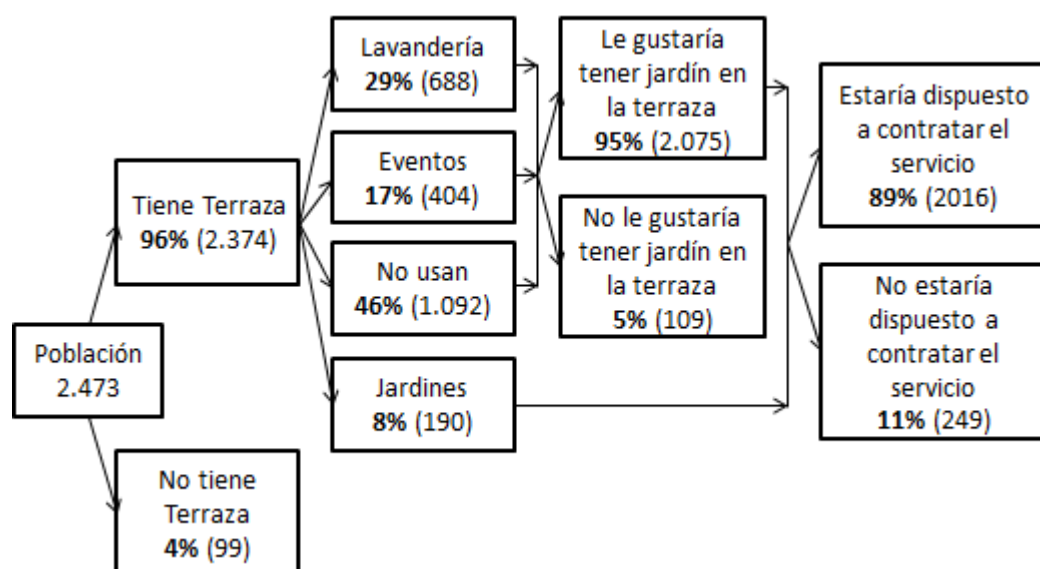 Población
2.473
Tiene Terraza
96% (2.374)
No tiene
Terraza
4% (99)
Lavandería
29% (688)
Eventos
17% (404)
No usan
46% (1.092)
Jardines
8% (190)
Le gustaría
tener jardín en
la terraza
95% (2.075)
No le gustaría
tener jardín en
la terraza
5% (109)
Estaría dispuesto
a contratar el
servicio
89% (2016)
No estaría
dispuesto a
contratar el
servicio
11% (249)